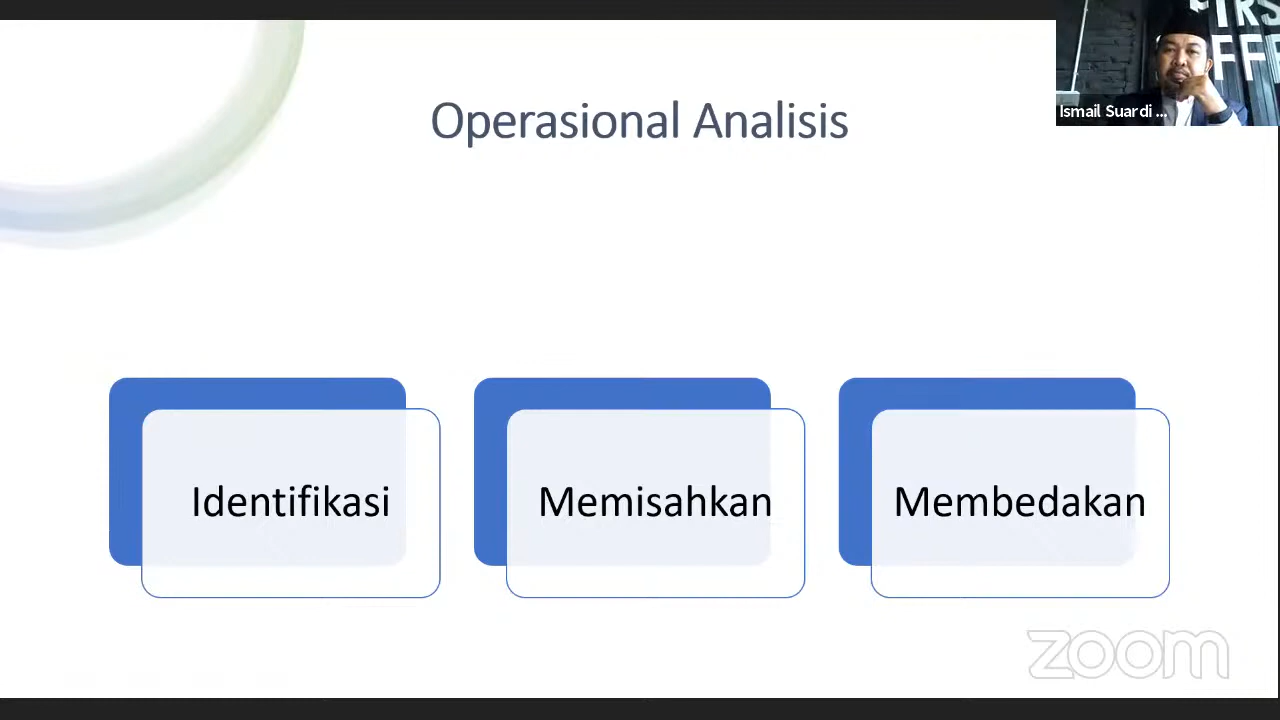 Operasional Analisis
Ismail Suardi ...
Identifikasi
Memisahkan
Membedakan
zoom